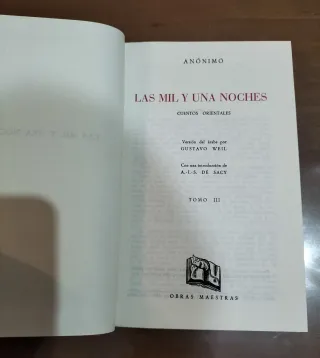 ANÓNIMO
LAS MIL Y UNA NOCHES
CUENTOS ORIENTALES
Versión del árabe por
GUSTAVO WEIL
Con una introducción de
A.-I.-S. DE SACY
TOMO III
OBRAS MAESTRAS